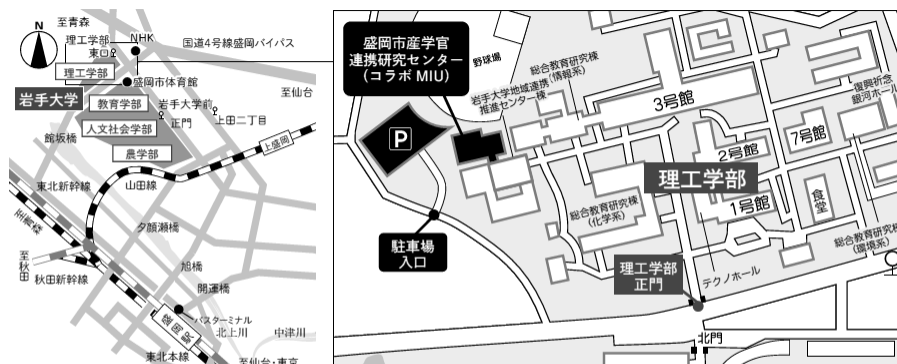 至青森
N
理工学部
東口
NHK
国道4号線盛岡バイパス
理工学部
盛岡市体育館
岩手大学
教育学部
岩手大学前
至仙台
正門
上田二丁目
人文社会学部
館坂橋
農学部
上盛岡
東北新幹線
山田線
至青森
夕顔瀬橋
至秋田
秋田新幹線
旭橋
開運橋
バスターミナル
盛岡駅
北上川
中津川
東北本線
至仙台・東京
盛岡市産学官
連携研究センター
(コラボMIU)
野球場
総合教育研究棟
(情報系)
岩手大学地域連携
推進センター棟
3号館
復興祈念
銀河ホール
P
2号館
7号館
理工学部
1号館
食堂
総合教育研究棟
(化学系)
総合教育研究棟
(環境系)
駐車場
入口
テクノホール
理工学部
正門
北門